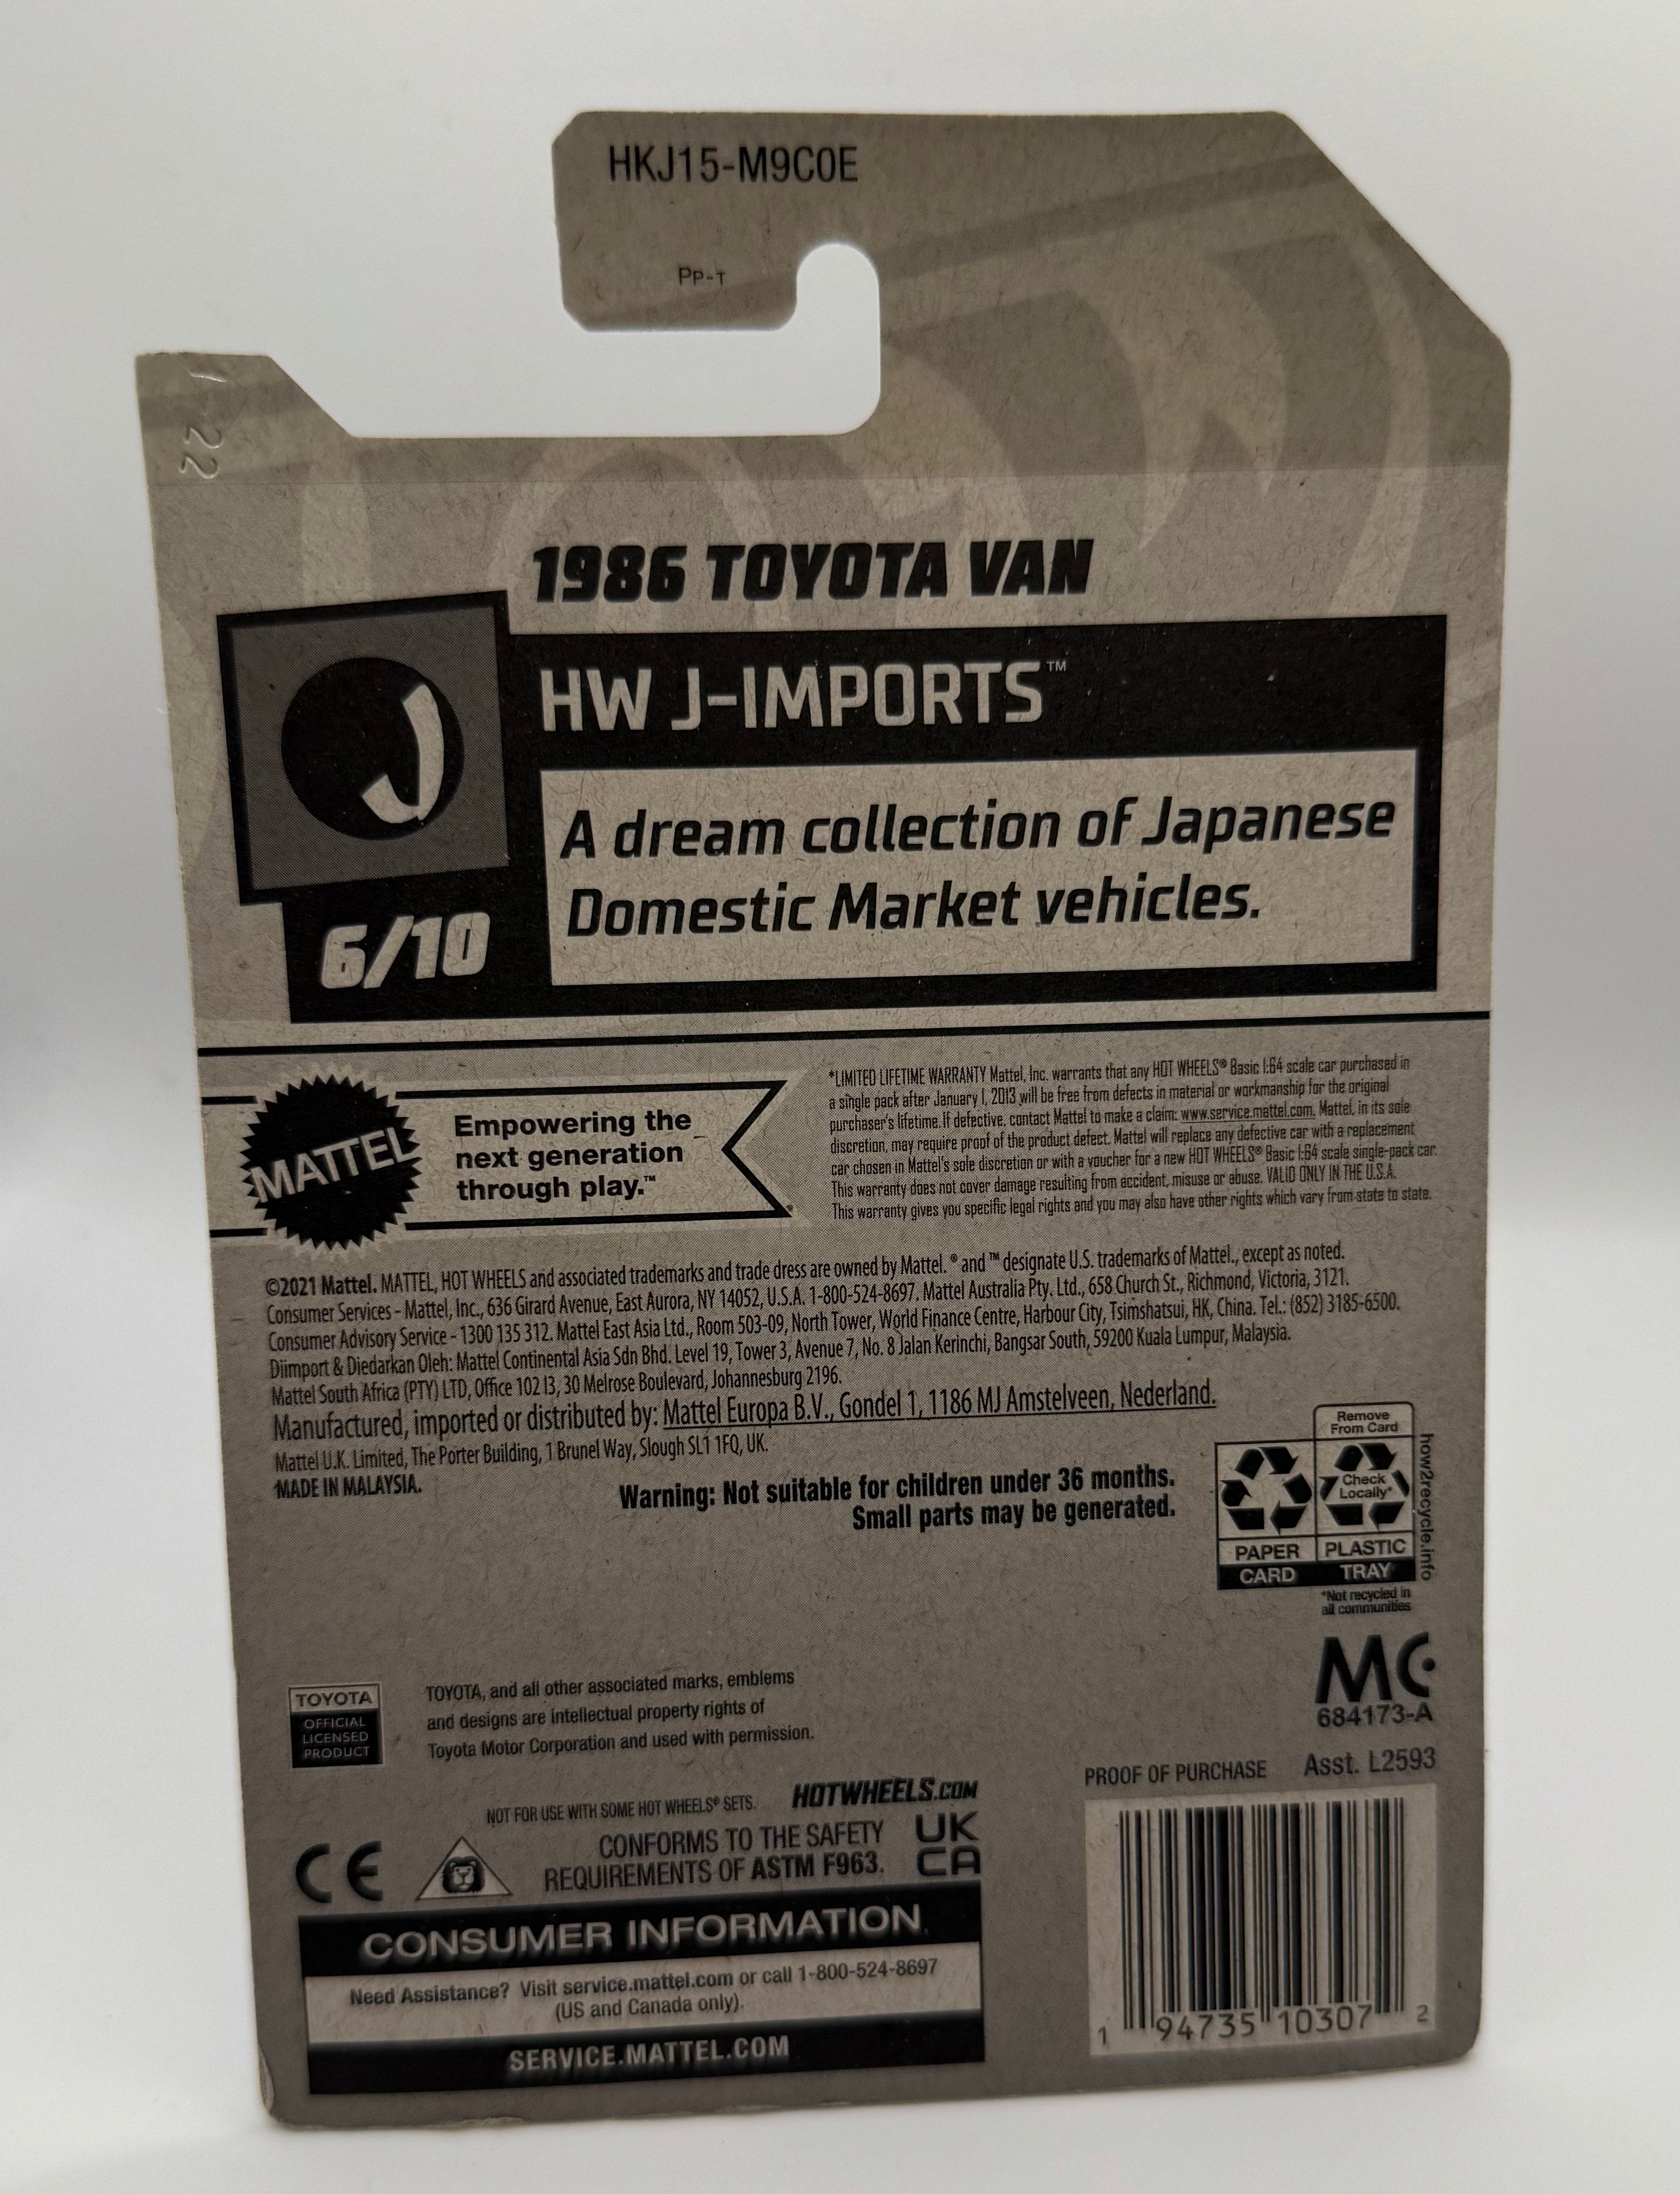 HKJ15-M9C0E
Pp-T
22
1986 TOYOTA VAN
J
HW J-IMPORTS™
A dream collection of Japanese
Domestic Market vehicles.
6/10
MATTEL
Empowering the
next generation
through play.™
*LIMITED LIFETIME WARRANTY Mattel, Inc. warrants that any HOT WHEELS® Basic 1:64 scale car purchased in
a single pack after January 1, 2013 will be free from defects in material or workmanship for the original
purchaser's lifetime. If defective, contact Mattel to make a claim: www.service.mattel.com. Mattel, in its sole
discretion, may require proof of the product defect. Mattel will replace any defective car with a replacement
car chosen in Mattel's sole discretion or with a voucher for a new HOT WHEELS® Basic 1:64 scale single-pack car.
This warranty does not cover damage resulting from accident, misuse or abuse. VALID ONLY IN THE U.S.A.
This warranty gives you specific legal rights and you may also have other rights which vary from state to state.
©2021 Mattel. MATTEL, HOT WHEELS and associated trademarks and trade dress are owned by Mattel. ® and ™ designate U.S. trademarks of Mattel., except as noted.
Consumer Services – Mattel, Inc., 636 Girard Avenue, East Aurora, NY 14052, U.S.A. 1-800-524-8697. Mattel Australia Pty. Ltd., 658 Church St., Richmond, Victoria, 3121.
Consumer Advisory Service - 1300 135 312. Mattel East Asia Ltd., Room 503-09, North Tower, World Finance Centre, Harbour City, Tsimshatsui, HK, China. Tel.: (852) 3185-6500.
Diimport & Diedarkan Oleh: Mattel Continental Asia Sdn Bhd. Level 19, Tower 3, Avenue 7, No. 8 Jalan Kerinchi, Bangsar South, 59200 Kuala Lumpur, Malaysia.
Mattel South Africa (PTY) LTD, Office 102 I3, 30 Melrose Boulevard, Johannesburg 2196.
Manufactured, imported or distributed by: Mattel Europa B.V., Gondel 1, 1186 MJ Amstelveen, Nederland.
Mattel U.K. Limited, The Porter Building, 1 Brunel Way, Slough SL1 1FQ, UK.
MADE IN MALAYSIA.
Warning: Not suitable for children under 36 months.
Small parts may be generated.
Remove
From Card
Check
Locally*
PAPER
CARD
PLASTIC
TRAY
how2recycle.info
*Not recycled in
all communities
MC
684173-A
TOYOTA
OFFICIAL
LICENSED
PRODUCT
TOYOTA, and all other associated marks, emblems
and designs are intellectual property rights of
Toyota Motor Corporation and used with permission.
PROOF OF PURCHASE Asst. L2593
NOT FOR USE WITH SOME HOT WHEELS® SETS.
HOTWHEELS.COM
CE
CONFORMS TO THE SAFETY
REQUIREMENTS OF ASTM F963.
UK
CA
CONSUMER INFORMATION
Need Assistance? Visit service.mattel.com or call 1-800-524-8697
(US and Canada only).
SERVICE.MATTEL.COM
1 94735 10307 2